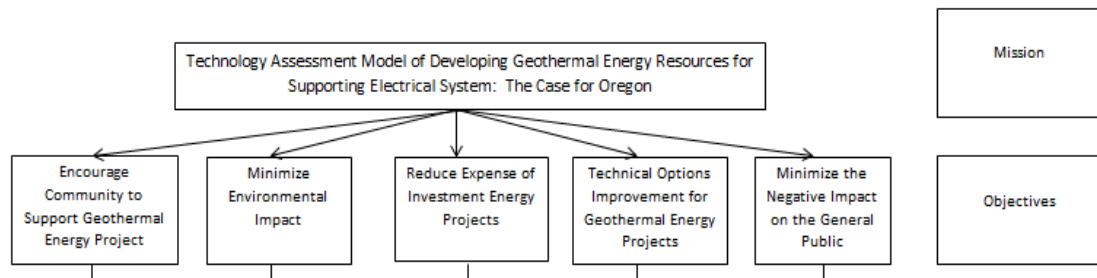 Technology Assessment Model of Developing Geothermal Energy Resources for
Supporting Electrical System: The Case for Oregon
Mission
Encourage
Community to
Support Geothermal
Energy Project
Minimize
Environmental
Impact
Reduce Expense of
Investment Energy
Projects
Technical Options
Improvement for
Geothermal Energy
Projects
Minimize the
Negative Impact
on the General
Public
Objectives